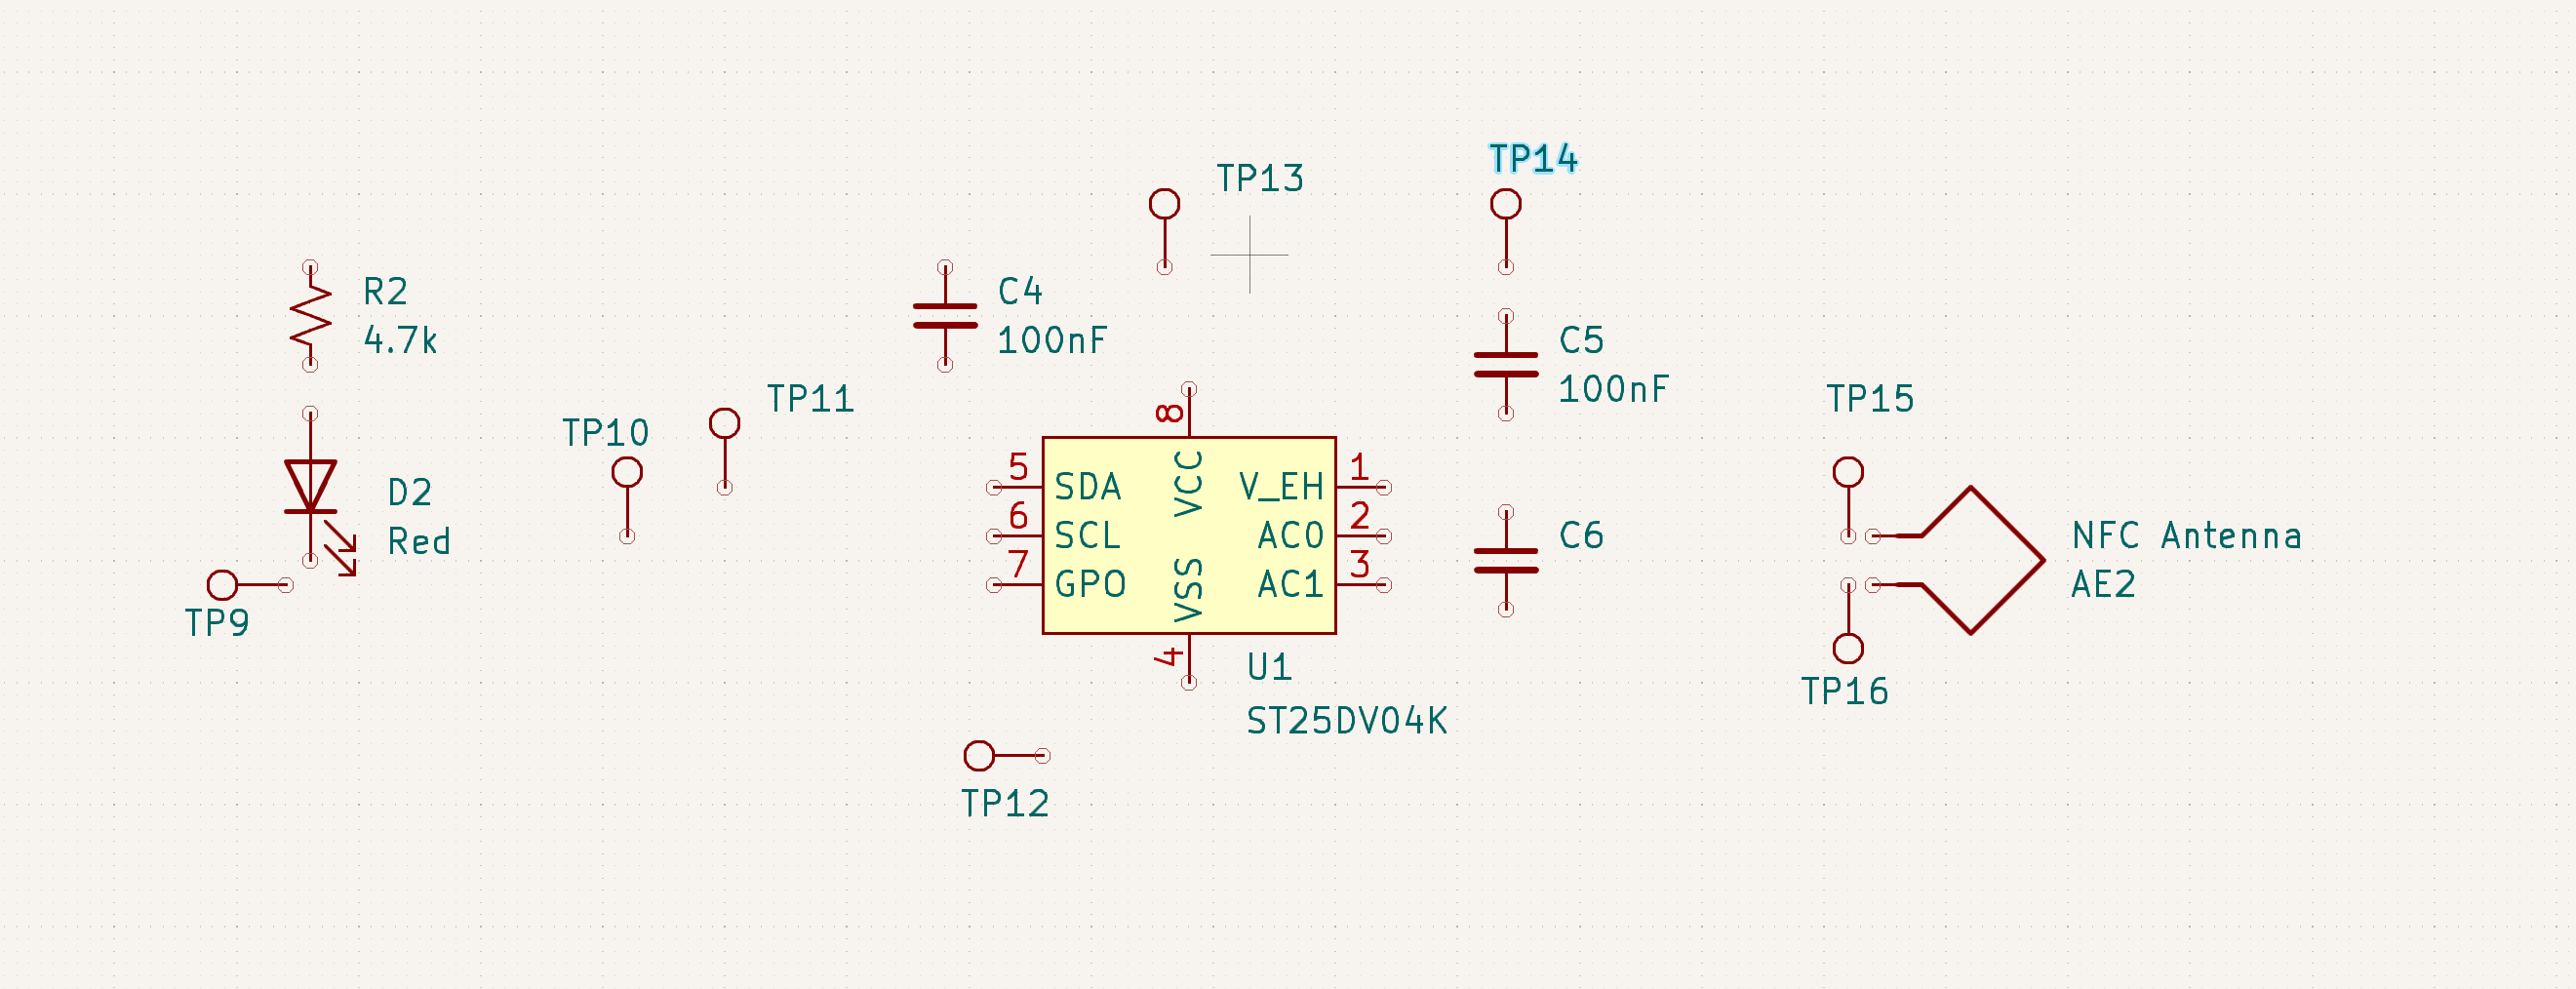 TP14
TP13
R2
4.7k
C4
100nF
C5
100nF
TP11
TP15
TP10
8
5
SDA
VCC
V_EH
1
D2
Red
6
SCL
AC0
2
C6
NFC Antenna
7
GPO
VSS
AC1
3
AE2
TP9
4
U1
TP16
ST25DV04K
TP12